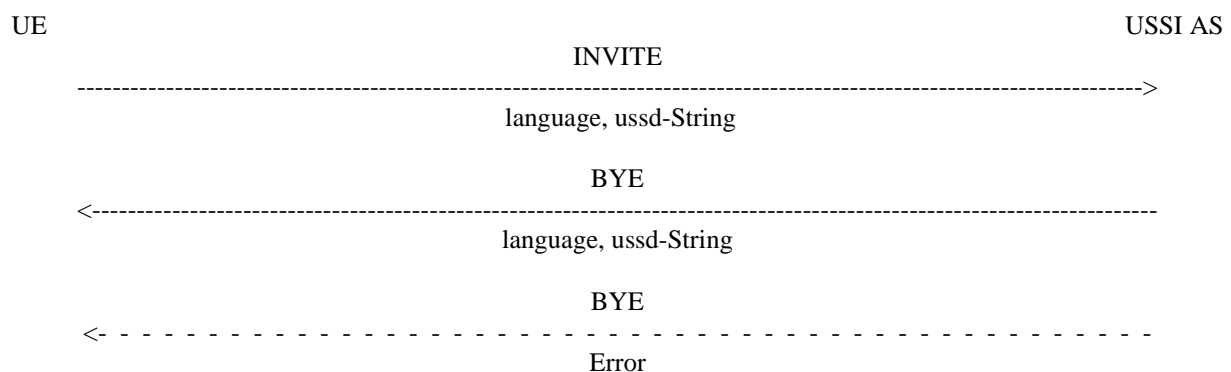 UE USSI AS
INVITE
language, ussd-String
BYE
language, ussd-String
BYE
Error